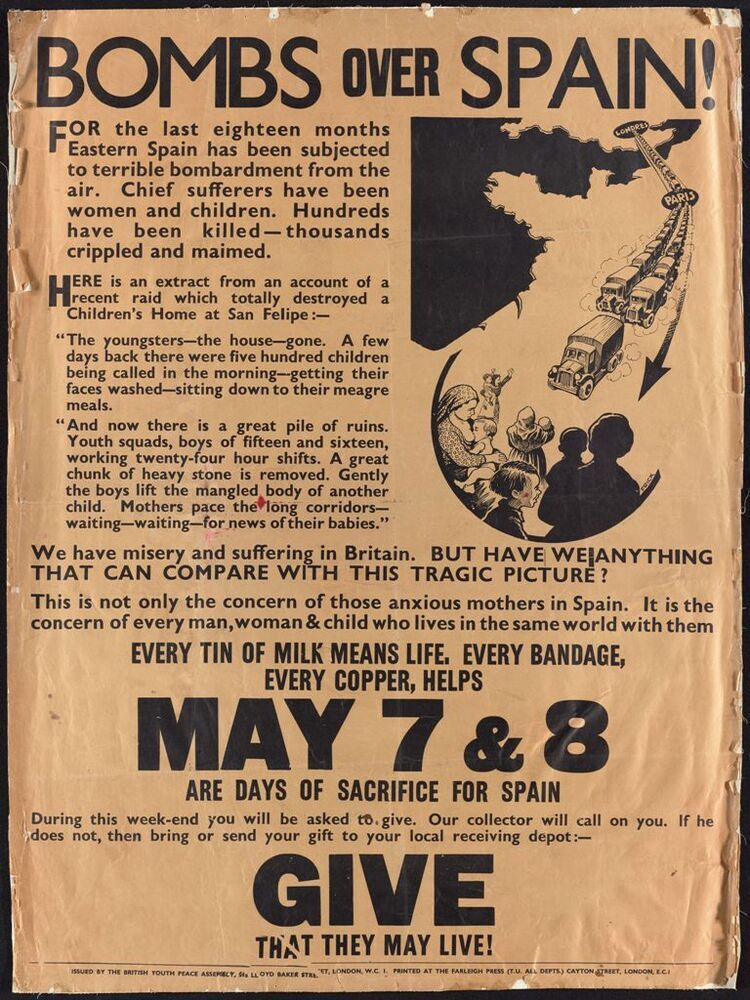 BOMBS OVER SPAIN!
FOR the last eighteen months
Eastern Spain has been subjected
to terrible bombardment from the
air. Chief sufferers have been
women and children. Hundreds
have been killed—thousands
crippled and maimed.
HERE is an extract from an account of a
recent raid which totally destroyed a
Children's Home at San Felipe:—
"The youngsters—the house—gone. A few
days back there were five hundred children
being called in the morning—getting their
faces washed—sitting down to their meagre
meals.
"And now there is a great pile of ruins.
Youth squads, boys of fifteen and sixteen,
working twenty-four hour shifts. A great
chunk of heavy stone is removed. Gently
the boys lift the mangled body of another
child. Mothers pace the long corridors—
waiting—waiting—for news of their babies."
LONDRES
PARIS
We have misery and suffering in Britain. BUT HAVE WE ANYTHING
THAT CAN COMPARE WITH THIS TRAGIC PICTURE?
This is not only the concern of those anxious mothers in Spain. It is the
concern of every man, woman & child who lives in the same world with them
EVERY TIN OF MILK MEANS LIFE. EVERY BANDAGE,
EVERY COPPER, HELPS
MAY 7 & 8
ARE DAYS OF SACRIFICE FOR SPAIN
During this week-end you will be asked to give. Our collector will call on you. If he
does not, then bring or send your gift to your local receiving depot:—
GIVE
THAT THEY MAY LIVE!
ISSUED BY THE BRITISH YOUTH PEACE ASSEMBLY, LLOYD BAKER STREET, LONDON, W.C. 1. PRINTED AT THE FARLEIGH PRESS (T.U. ALL DEPTS.) CAYTON STREET, LONDON, E.C.1